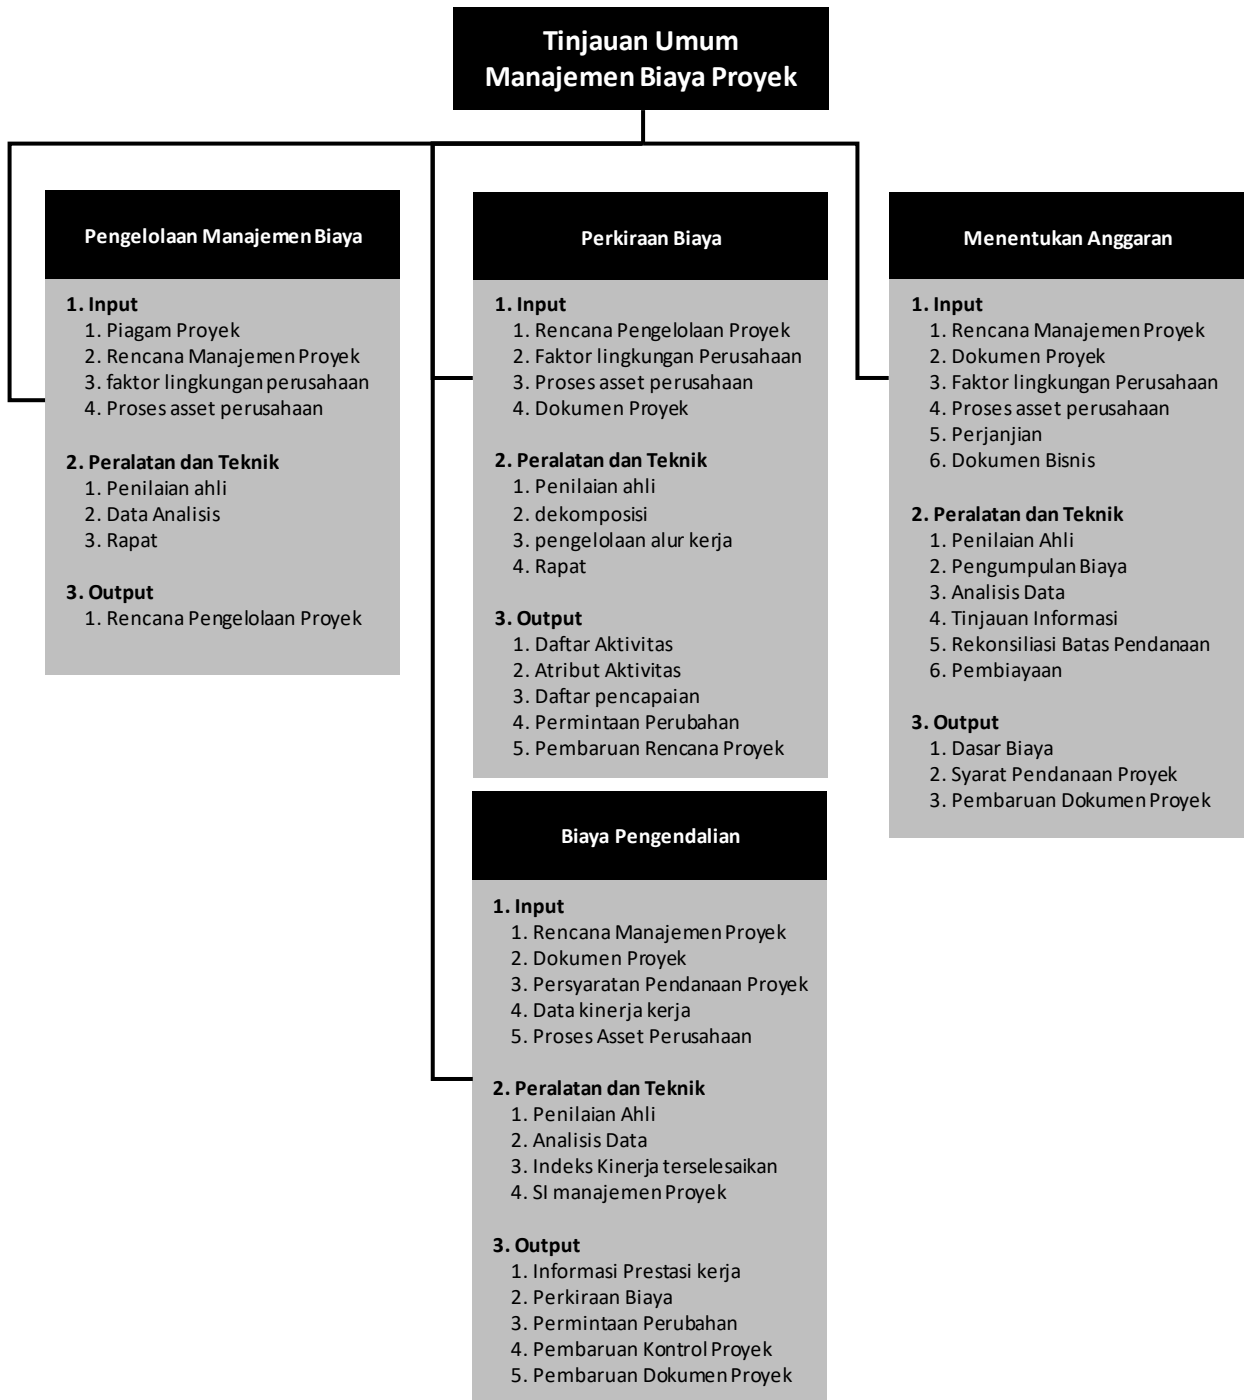 Tinjauan Umum
Manajemen Biaya Proyek
Pengelolaan Manajemen Biaya
1. Input
1. Piagam Proyek
2. Rencana Manajemen Proyek
3. faktor lingkungan perusahaan
4. Proses asset perusahaan
2. Peralatan dan Teknik
1. Penilaian ahli
2. Data Analisis
3. Rapat
3. Output
1. Rencana Pengelolaan Proyek
Perkiraan Biaya
1. Input
1. Rencana Pengelolaan Proyek
2. Faktor lingkungan Perusahaan
3. Proses asset perusahaan
4. Dokumen Proyek
2. Peralatan dan Teknik
1. Penilaian ahli
2. dekomposisi
3. pengelolaan alur kerja
4. Rapat
3. Output
1. Daftar Aktivitas
2. Atribut Aktivitas
3. Daftar pencapaian
4. Permintaan Perubahan
5. Pembaruan Rencana Proyek
Menentukan Anggaran
1. Input
1. Rencana Manajemen Proyek
2. Dokumen Proyek
3. Faktor lingkungan Perusahaan
4. Proses asset perusahaan
5. Perjanjian
6. Dokumen Bisnis
2. Peralatan dan Teknik
1. Penilaian Ahli
2. Pengumpulan Biaya
3. Analisis Data
4. Tinjauan Informasi
5. Rekonsiliasi Batas Pendanaan
6. Pembiayaan
3. Output
1. Dasar Biaya
2. Syarat Pendanaan Proyek
3. Pembaruan Dokumen Proyek
Biaya Pengendalian
1. Input
1. Rencana Manajemen Proyek
2. Dokumen Proyek
3. Persyaratan Pendanaan Proyek
4. Data kinerja kerja
5. Proses Asset Perusahaan
2. Peralatan dan Teknik
1. Penilaian Ahli
2. Analisis Data
3. Indeks Kinerja terselesaikan
4. SI manajemen Proyek
3. Output
1. Informasi Prestasi kerja
2. Perkiraan Biaya
3. Permintaan Perubahan
4. Pembaruan Kontrol Proyek
5. Pembaruan Dokumen Proyek